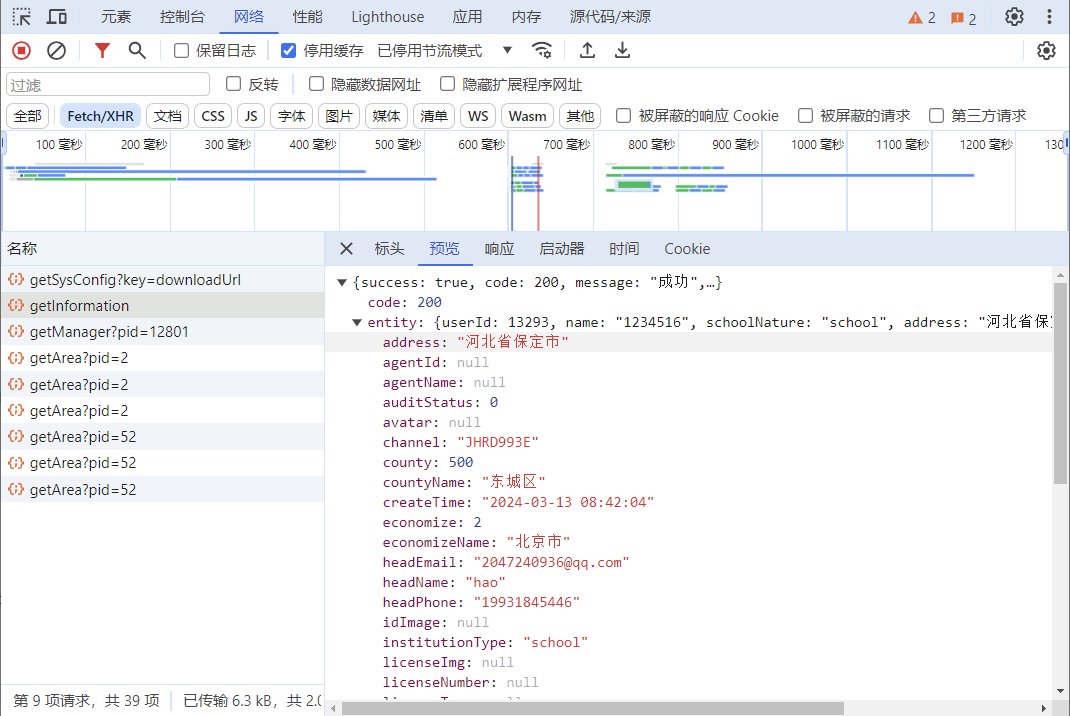 元素 控制台 网络 性能 Lighthouse 应用 内存 源代码/来源 2 2
保留日志 停用缓存 已停用节流模式
过滤 反转 隐藏数据网址 隐藏扩展程序网址
全部 Fetch/XHR 文档 CSS JS 字体 图片 媒体 清单 WS Wasm 其他 被屏蔽的响应 Cookie 被屏蔽的请求 第三方请求
100 毫秒 200 毫秒 300 毫秒 400 毫秒 500 毫秒 600 毫秒 700 毫秒 800 毫秒 900 毫秒 1000 毫秒 1100 毫秒 1200 毫秒 130
名称
getSysConfig?key=downloadUrl
getInformation
getManager?pid=12801
getArea?pid=2
getArea?pid=2
getArea?pid=2
getArea?pid=52
getArea?pid=52
getArea?pid=52
第 9 项请求，共 39 项 已传输 6.3 kB，共 2.0
标头 预览 响应 启动器 时间 Cookie
{success: true, code: 200, message: "成功",…}
code: 200
entity: {userId: 13293, name: "1234516", schoolNature: "school", address: "河北省保定
address: "河北省保定市"
agentId: null
agentName: null
auditStatus: 0
avatar: null
channel: "JHRD993E"
county: 500
countyName: "东城区"
createTime: "2024-03-13 08:42:04"
economize: 2
economizeName: "北京市"
headEmail: "2047240936@qq.com"
headName: "hao"
headPhone: "19931845446"
idImage: null
institutionType: "school"
licenseImg: null
licenseNumber: null